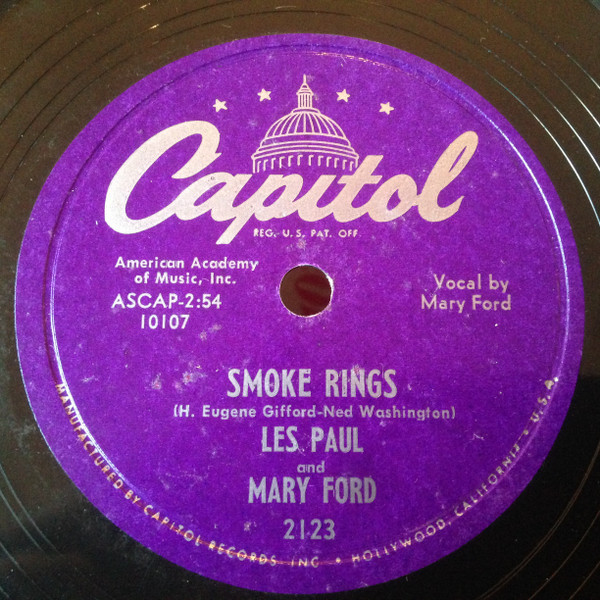 Capitol
REG. U.S. PAT. OFF.
American Academy
of Music, Inc.
ASCAP-2:54
10107
Vocal by
Mary Ford
SMOKE RINGS
(H. Eugene Gifford-Ned Washington)
LES PAUL
and
MARY FORD
2123
MANUFACTURED BY CAPITOL RECORDS, INC • HOLLYWOOD, CALIFORNIA • U.S.A.